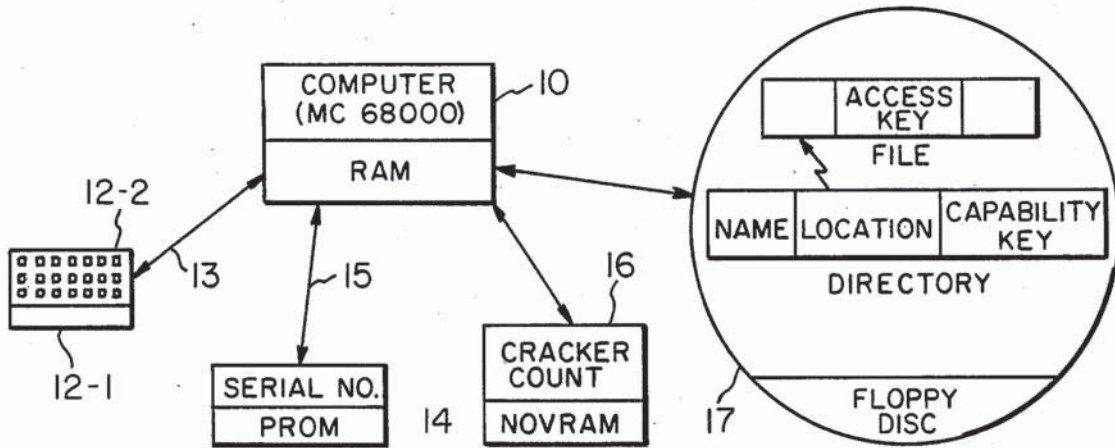 COMPUTER
(MC 68000)
RAM
10
12-2
13
12-1
15
SERIAL NO.
PROM
14
16
CRACKER
COUNT
NOVRAM
ACCESS
KEY
FILE
NAME
LOCATION
CAPABILITY
KEY
DIRECTORY
17
FLOPPY
DISC